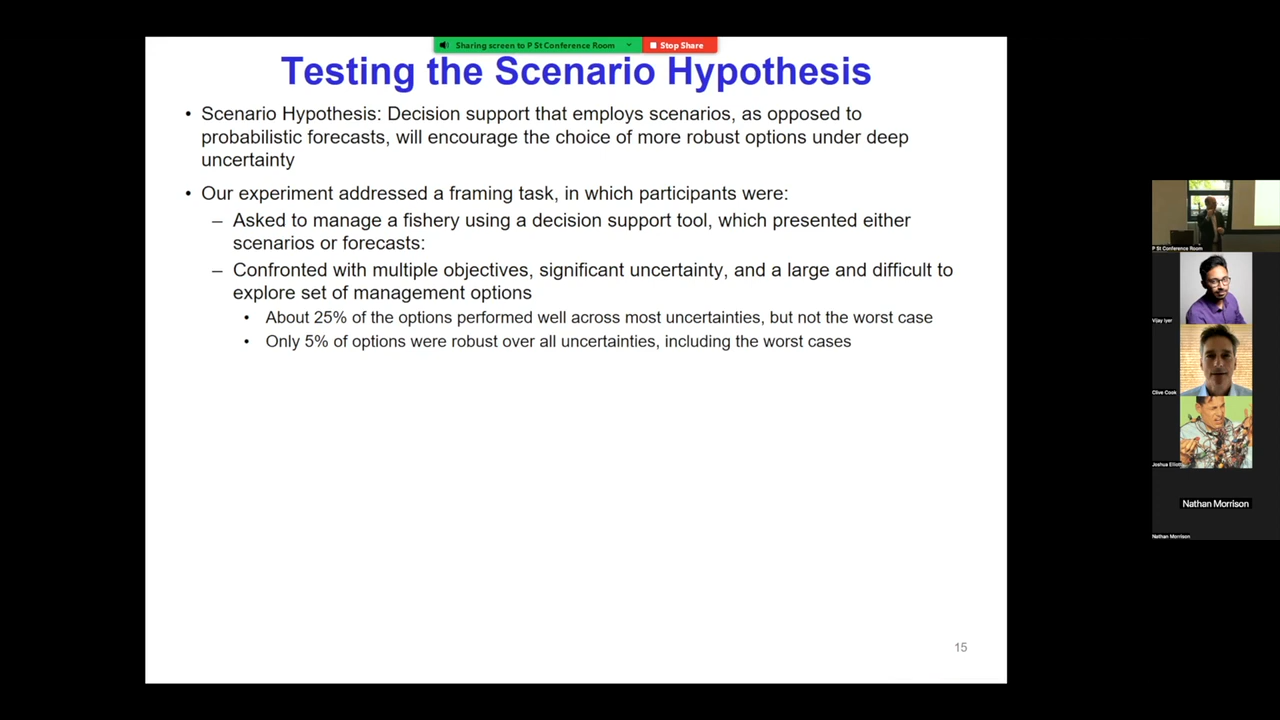 Sharing screen to P St Conference Room
Stop Share
Testing the Scenario Hypothesis
• Scenario Hypothesis: Decision support that employs scenarios, as opposed to
probabilistic forecasts, will encourage the choice of more robust options under deep
uncertainty
• Our experiment addressed a framing task, in which participants were:
– Asked to manage a fishery using a decision support tool, which presented either
scenarios or forecasts:
– Confronted with multiple objectives, significant uncertainty, and a large and difficult to
explore set of management options
• About 25% of the options performed well across most uncertainties, but not the worst case
• Only 5% of options were robust over all uncertainties, including the worst cases
15
P St Conference Room
Vijay Iyer
Clive Cook
Joshua Elliott
Nathan Morrison
Nathan Morrison